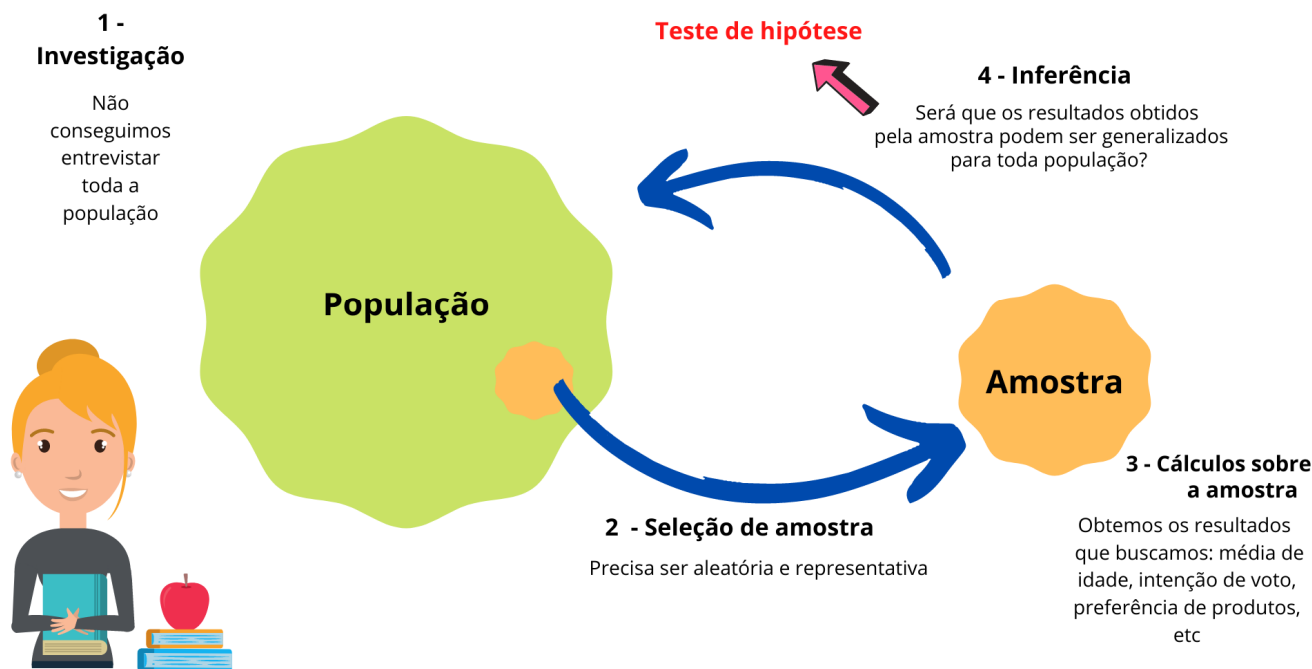 1 -
Investigação
Não
conseguimos
entrevistar
toda a
população
População
2 - Seleção de amostra
Precisa ser aleatória e representativa
Amostra
3 - Cálculos sobre
a amostra
Obtemos os resultados
que buscamos: média de
idade, intenção de voto,
preferência de produtos,
etc
4 - Inferência
Será que os resultados obtidos
pela amostra podem ser generalizados
para toda população?
Teste de hipótese